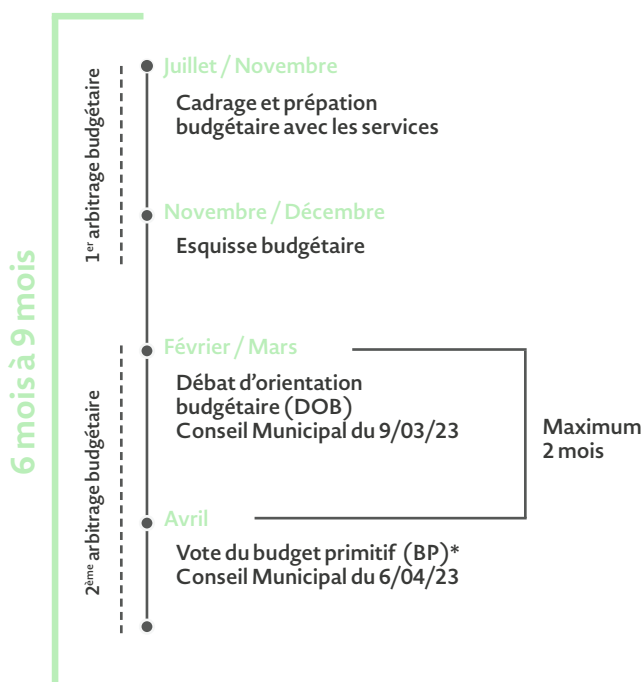 6 mois à 9 mois
1er arbitrage budgétaire
Juillet / Novembre
Cadrage et prépation
budgétaire avec les services
Novembre / Décembre
Esquisse budgétaire
2ème arbitrage budgétaire
Février / Mars
Débat d’orientation
budgétaire (DOB)
Conseil Municipal du 9/03/23
Maximum
2 mois
Avril
Vote du budget primitif (BP)*
Conseil Municipal du 6/04/23